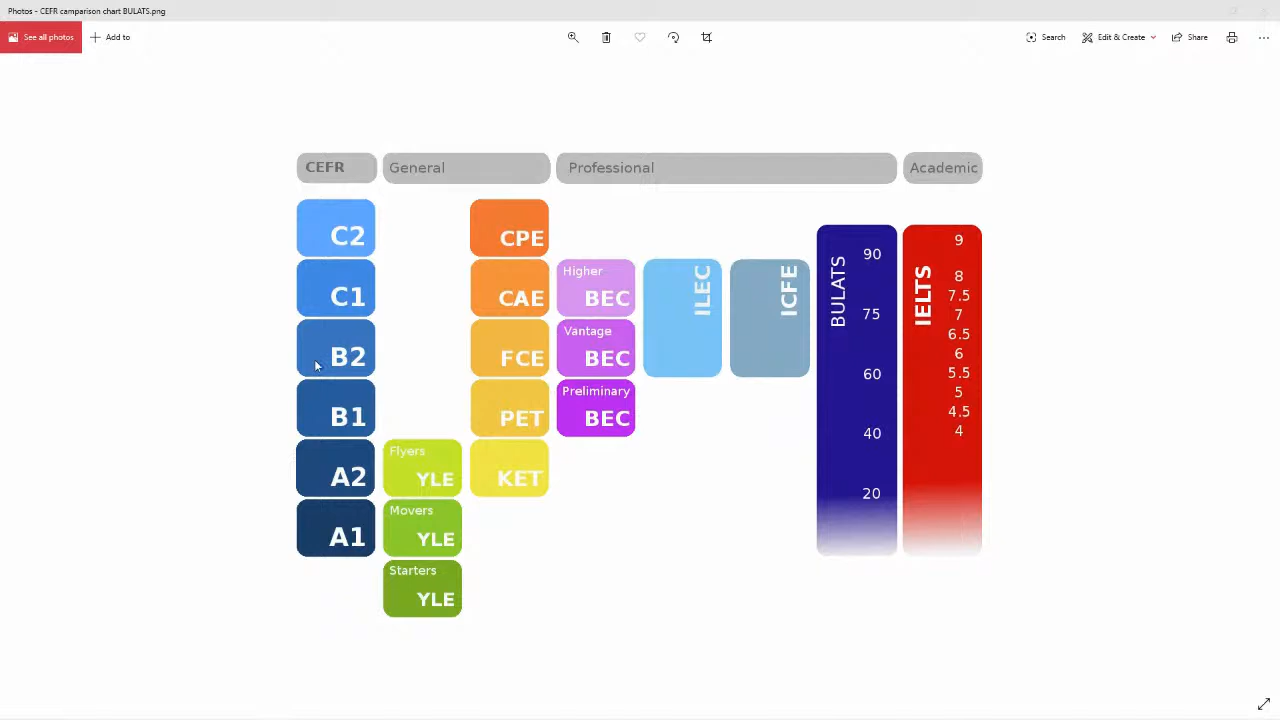 Photos - CEFR camparison chart BULATS.png
See all photos
Add to
Search
Edit & Create
Share
CEFR
General
Professional
Academic
C2
CPE
C1
CAE
Higher
BEC
ILEC
ICFE
BULATS
90
75
60
40
20
IELTS
9
8
7.5
7
6.5
6
5.5
5
4.5
4
B2
FCE
Vantage
BEC
B1
PET
Preliminary
BEC
A2
Flyers
YLE
KET
A1
Movers
YLE
Starters
YLE